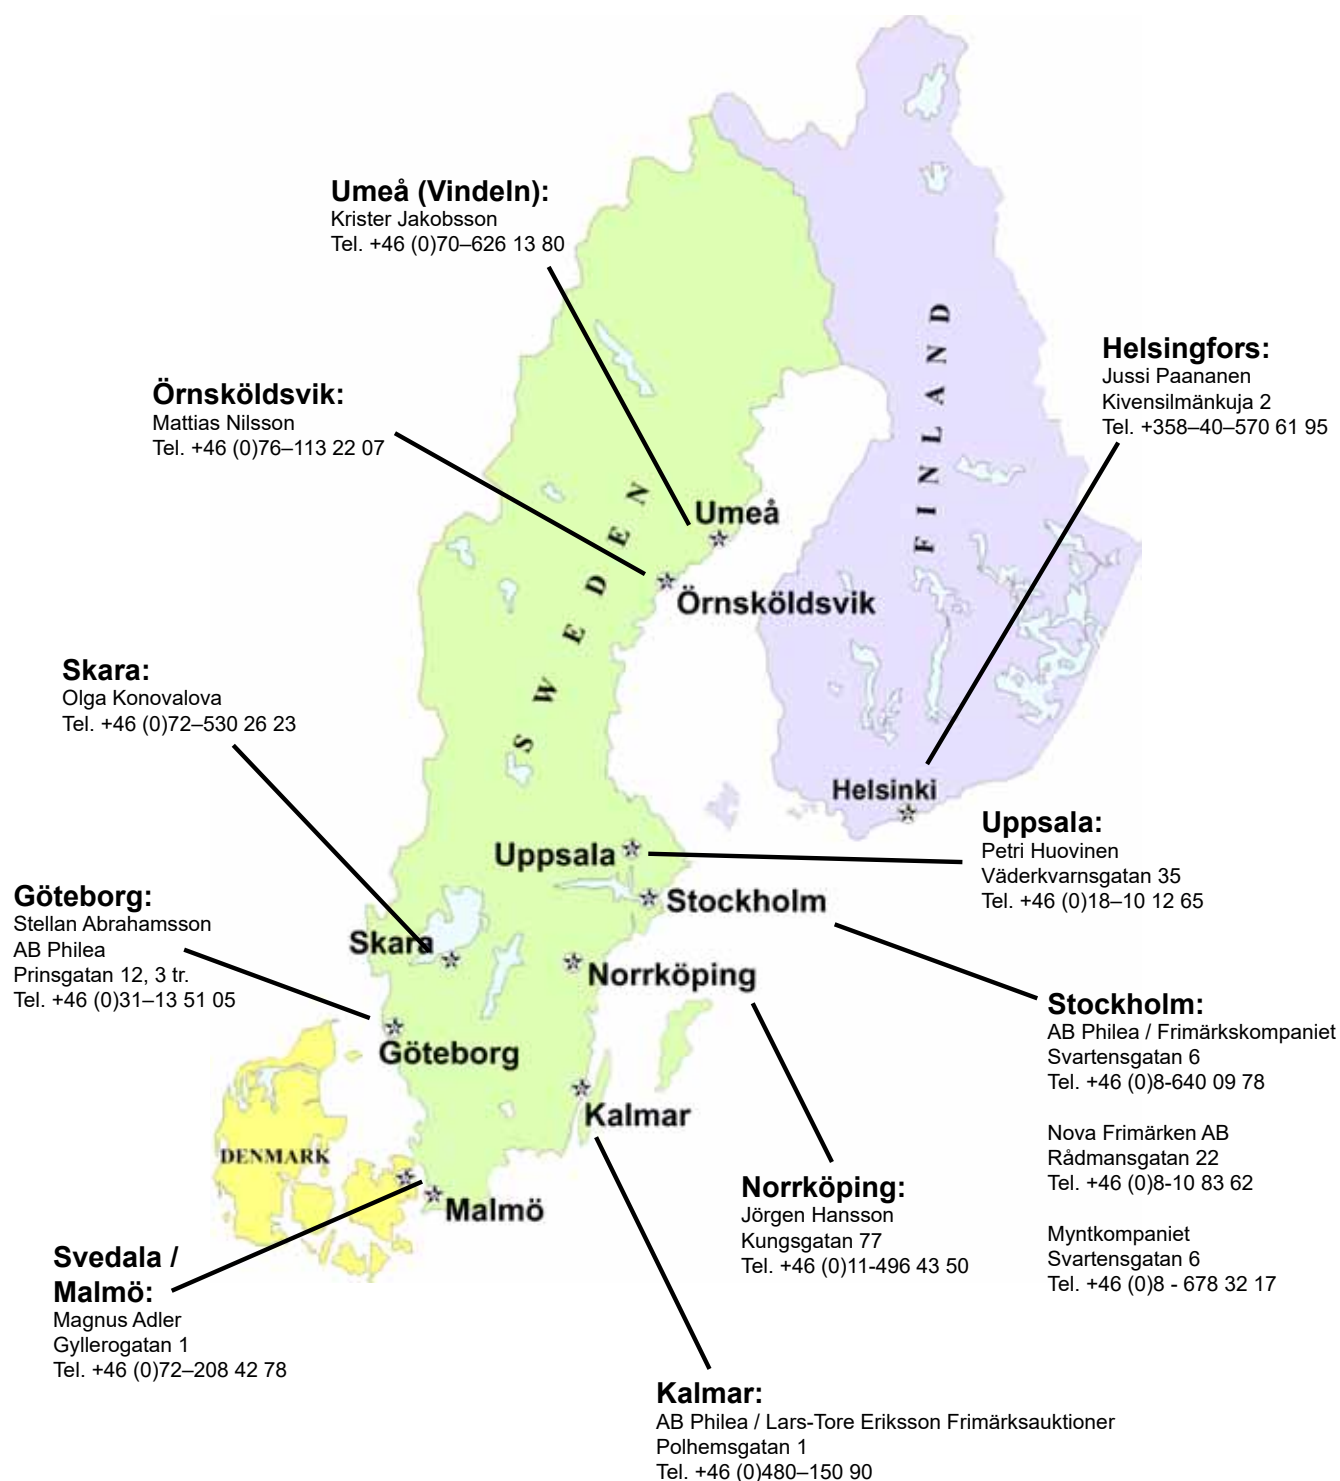 Umeå (Vindeln):
Krister Jakobsson
Tel. +46 (0)70–626 13 80
Helsingfors:
Jussi Paananen
Kivensilmänkuja 2
Tel. +358–40–570 61 95
Örnsköldsvik:
Mattias Nilsson
Tel. +46 (0)76–113 22 07
FINLAND
SWEDEN
Umeå
Örnsköldsvik
Skara:
Olga Konovalova
Tel. +46 (0)72–530 26 23
Helsinki
Uppsala:
Petri Huovinen
Väderkvarnsgatan 35
Tel. +46 (0)18–10 12 65
Uppsala
Stockholm
Göteborg:
Stellan Abrahamsson
AB Philea
Prinsgatan 12, 3 tr.
Tel. +46 (0)31–13 51 05
Skara
Norrköping
Göteborg
Stockholm:
AB Philea / Frimärkskompaniet
Svartensgatan 6
Tel. +46 (0)8-640 09 78
Nova Frimärken AB
Rådmansgatan 22
Tel. +46 (0)8-10 83 62
Myntkompaniet
Svartensgatan 6
Tel. +46 (0)8 - 678 32 17
Kalmar
DENMARK
Malmö
Norrköping:
Jörgen Hansson
Kungsgatan 77
Tel. +46 (0)11-496 43 50
Svedala /
Malmö:
Magnus Adler
Gyllerogatan 1
Tel. +46 (0)72–208 42 78
Kalmar:
AB Philea / Lars-Tore Eriksson Frimärksauktioner
Polhemsgatan 1
Tel. +46 (0)480–150 90